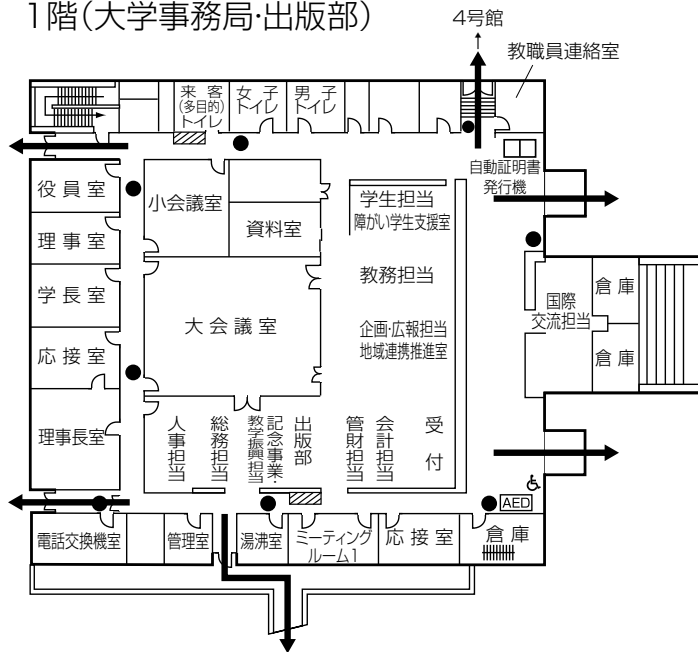 1階(大学事務局・出版部)
4号館
教職員連絡室
来客
(多目的)
トイレ
女子
トイレ
男子
トイレ
自動証明書
発行機
役員室
小会議室
学生担当
障がい学生支援室
資料室
理事室
教務担当
学長室
大会議室
国際
交流担当
倉庫
企画・広報担当
地域連携推進室
応接室
倉庫
理事長室
人事担当
総務担当
記念事業・
教学振興担当
出版部
管財担当
会計担当
受付
AED
電話交換機室
管理室
湯沸室
ミーティング
ルーム1
応接室
倉庫